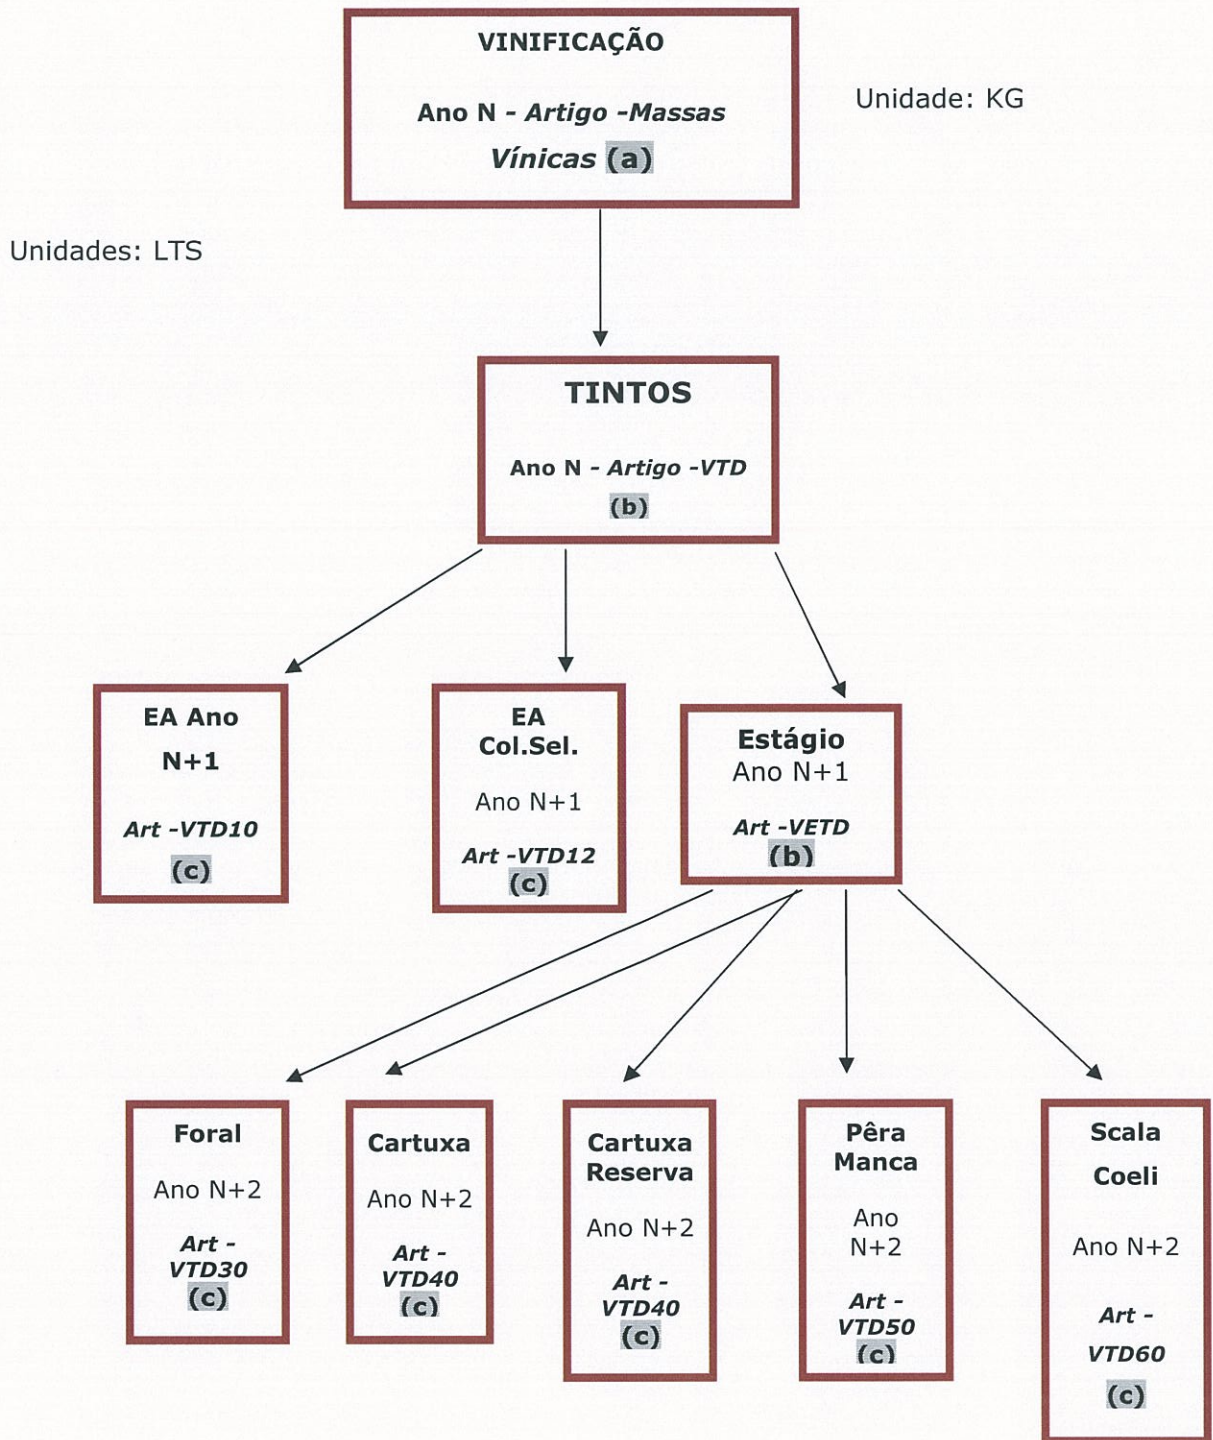 VINIFICAÇÃO
Ano N - Artigo -Massas
Vínicas (a)
Unidade: KG
Unidades: LTS
TINTOS
Ano N - Artigo -VTD
(b)
EA Ano
N+1
Art -VTD10
(c)
EA
Col.Sel.
Ano N+1
Art -VTD12
(c)
Estágio
Ano N+1
Art -VETD
(b)
Foral
Ano N+2
Art -
VTD30
(c)
Cartuxa
Ano N+2
Art -
VTD40
(c)
Cartuxa
Reserva
Ano N+2
Art -
VTD40
(c)
Pêra
Manca
Ano
N+2
Art -
VTD50
(c)
Scala
Coeli
Ano N+2
Art -
VTD60
(c)